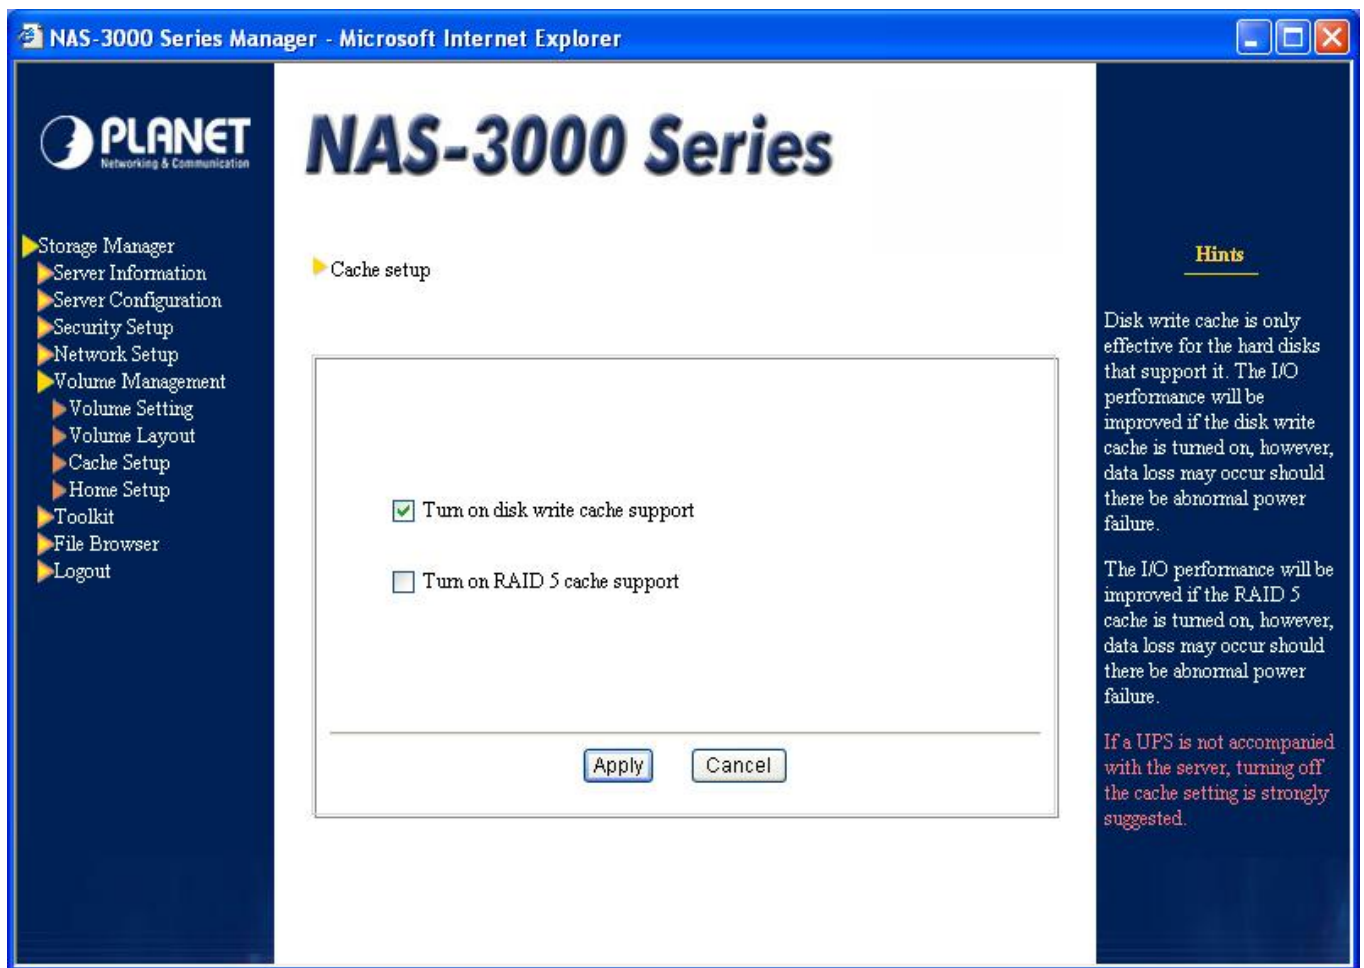 NAS-3000 Series Manager - Microsoft Internet Explorer
PLANET
Networking & Communication
NAS-3000 Series
Storage Manager
Server Information
Server Configuration
Security Setup
Network Setup
Volume Management
Volume Setting
Volume Layout
Cache Setup
Home Setup
Toolkit
File Browser
Logout
Cache setup
Turn on disk write cache support
Turn on RAID 5 cache support
Apply
Cancel
Hints
Disk write cache is only
effective for the hard disks
that support it. The I/O
performance will be
improved if the disk write
cache is turned on, however,
data loss may occur should
there be abnormal power
failure.
The I/O performance will be
improved if the RAID 5
cache is turned on, however,
data loss may occur should
there be abnormal power
failure.
If a UPS is not accompanied
with the server, turning off
the cache setting is strongly
suggested.